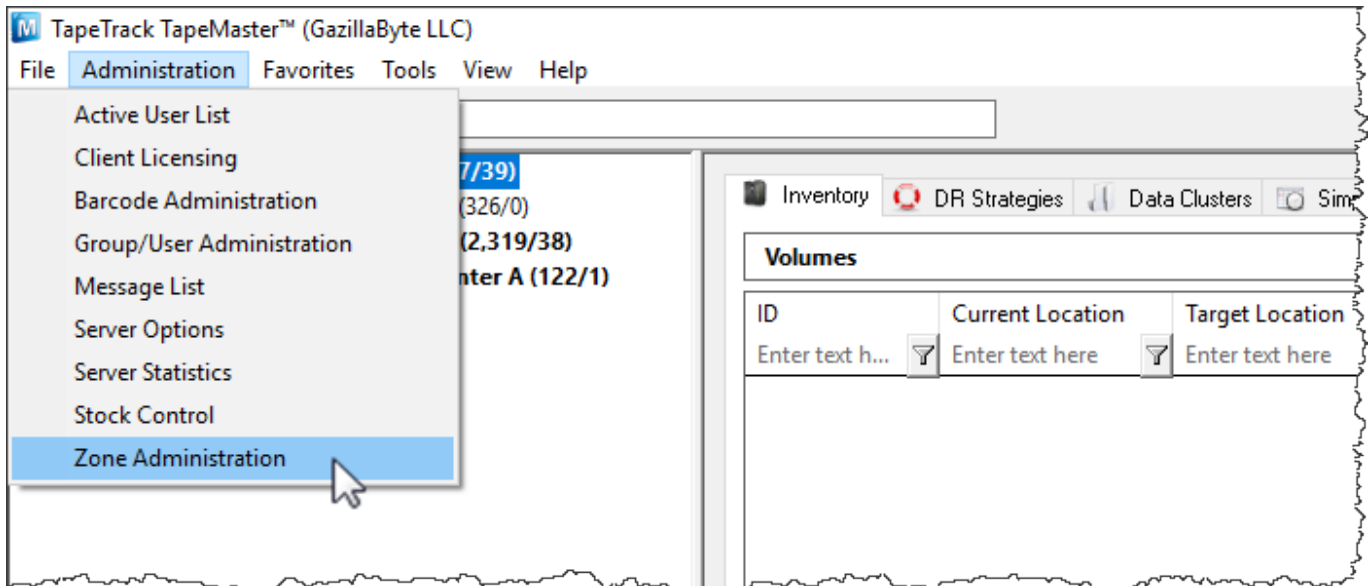 TapeTrack TapeMaster™ (GazillaByte LLC)
File Administration Favorites Tools View Help
Active User List
Client Licensing
Barcode Administration
Group/User Administration
Message List
Server Options
Server Statistics
Stock Control
Zone Administration
7/39)
(326/0)
(2,319/38)
nter A (122/1)
Inventory DR Strategies Data Clusters Sim
Volumes
ID Current Location Target Location
Enter text h... Enter text here Enter text here